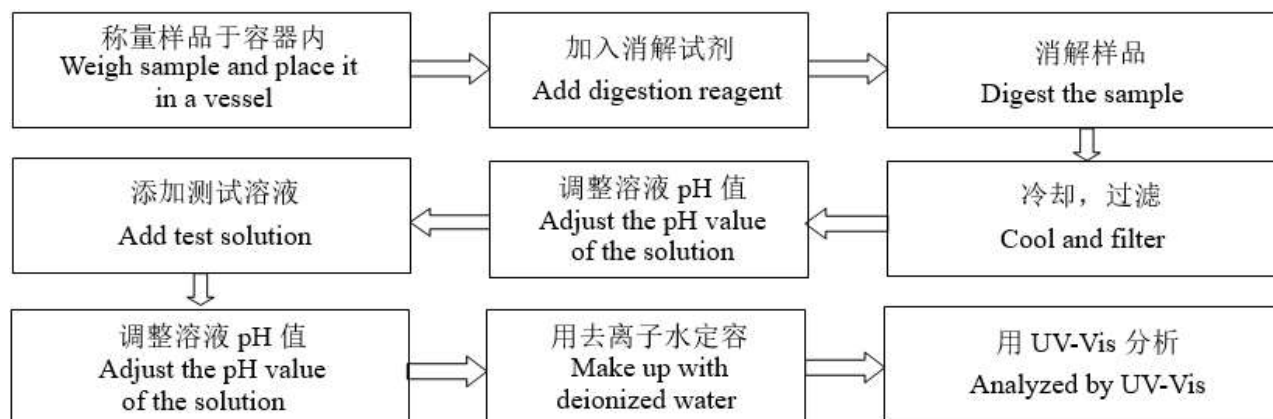 称量样品于容器内
Weigh sample and place it
in a vessel
加入消解试剂
Add digestion reagent
消解样品
Digest the sample
冷却，过滤
Cool and filter
调整溶液 pH 值
Adjust the pH value
of the solution
添加测试溶液
Add test solution
调整溶液 pH 值
Adjust the pH value
of the solution
用去离子水定容
Make up with
deionized water
用 UV-Vis 分析
Analyzed by UV-Vis